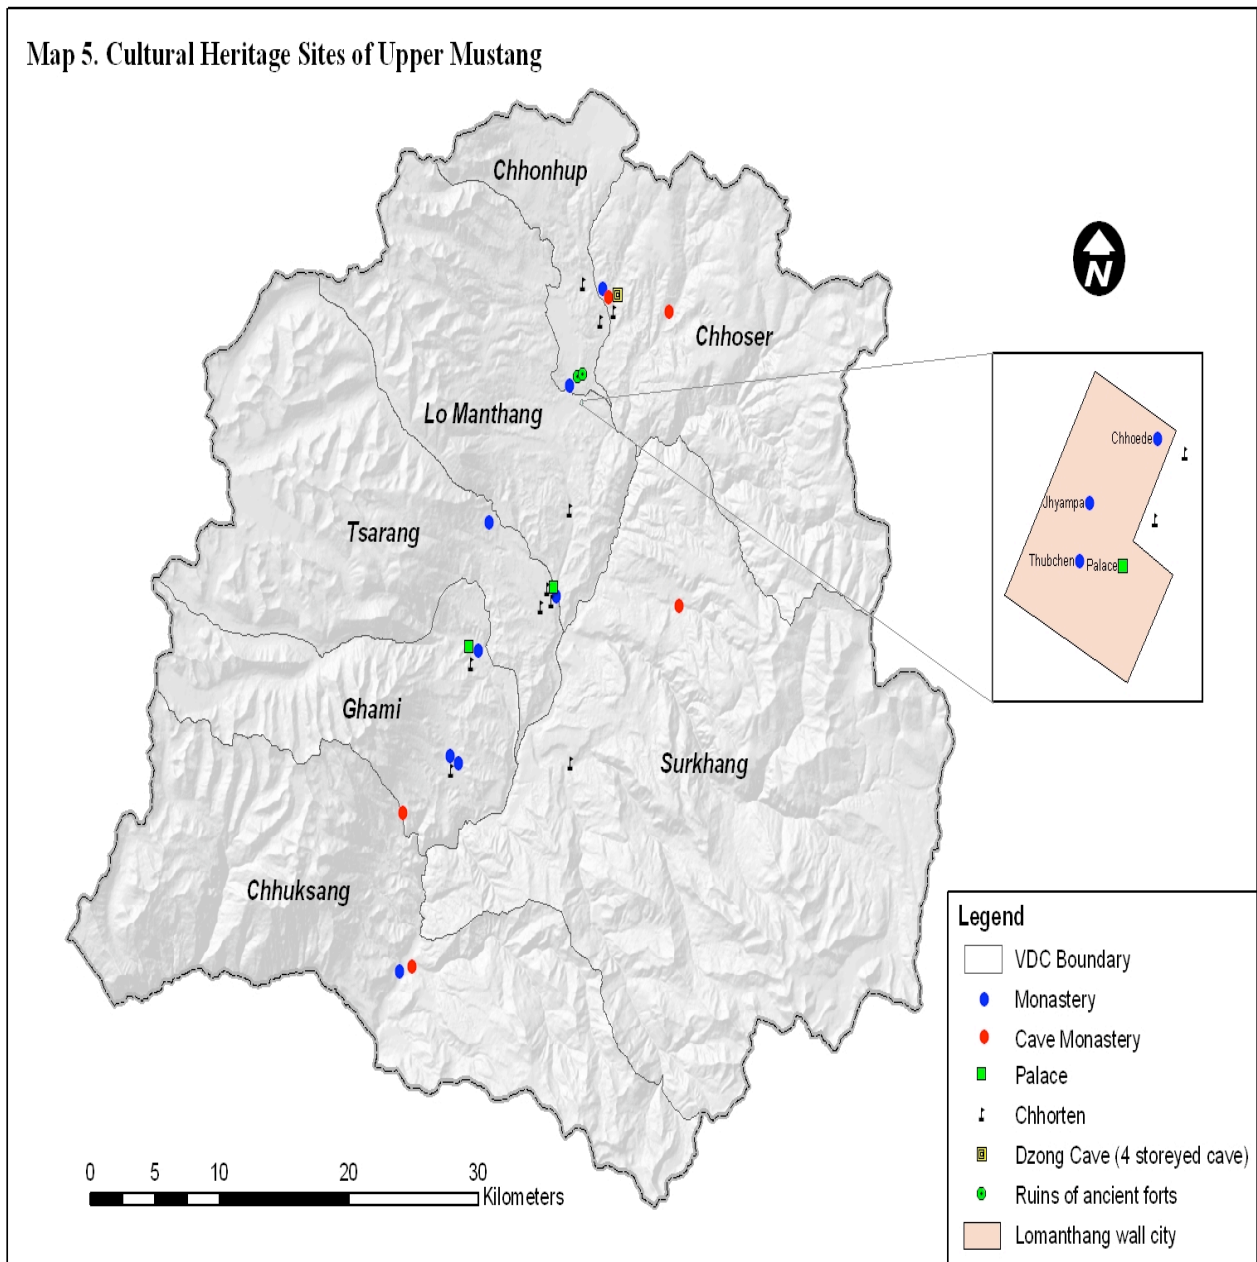 Map 5. Cultural Heritage Sites of Upper Mustang
Chhonhup
N
Chhoser
Lo Manthang
Chhoede
Jhyampa
Tsarang
Thubchen
Palace
Ghami
Surkhang
Chhuksang
Legend
VDC Boundary
Monastery
Cave Monastery
Palace
Chhorten
Dzong Cave (4 storeyed cave)
Ruins of ancient forts
Lomanthang wall city
0 5 10 20 30
Kilometers